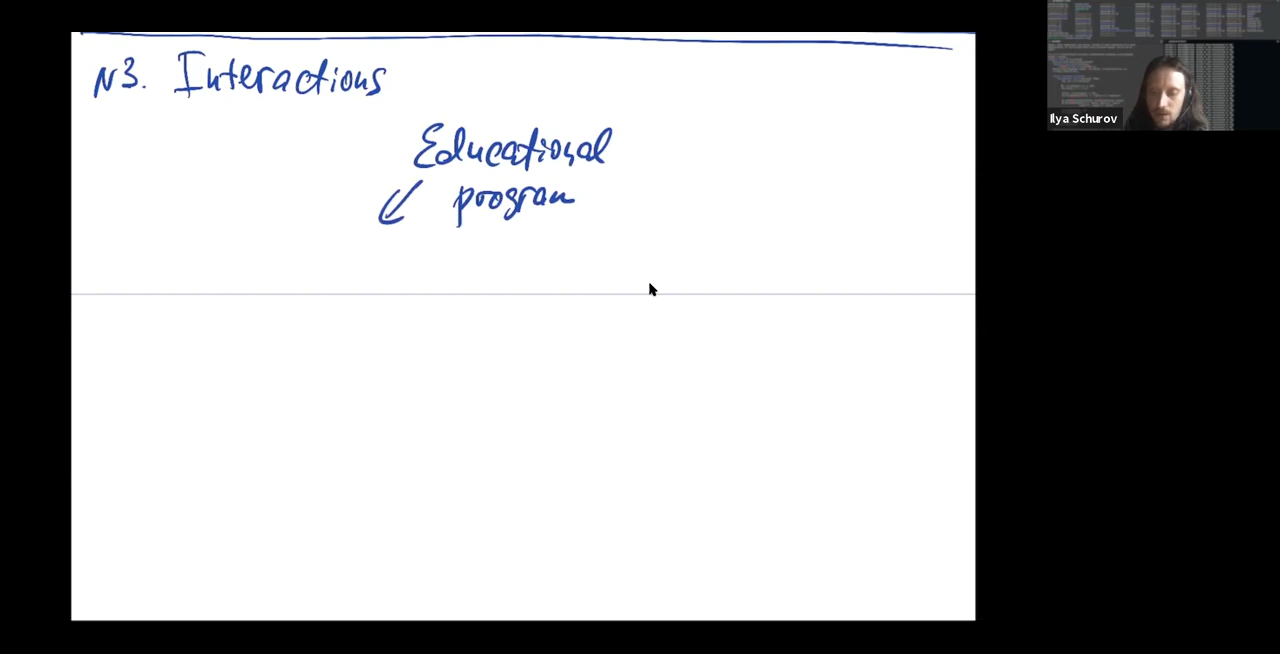 N3. Interactions
Educational
program
Ilya Schurov